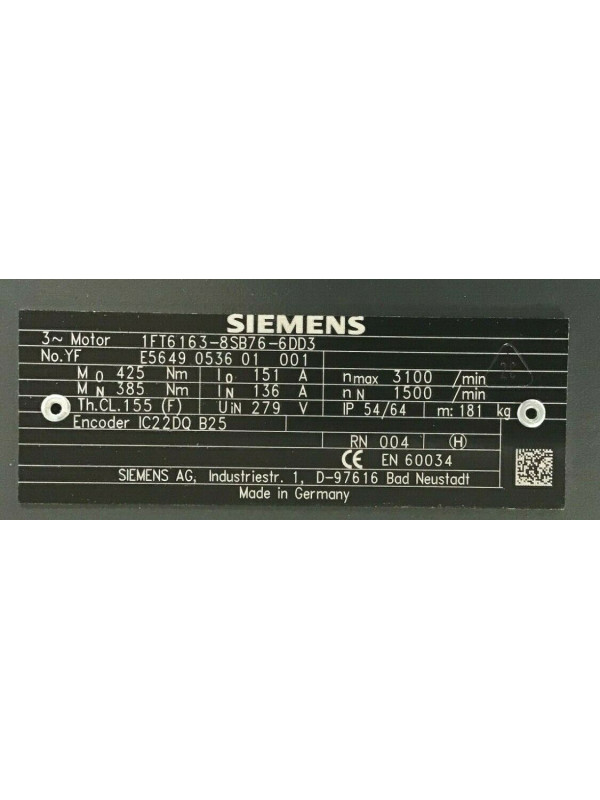 SIEMENS
3~ Motor 1FT6163-8SB76-6DD3
No.YF E5649 0536 01 001
M0 425 Nm I0 151 A nmax 3100 /min
MN 385 Nm IN 136 A nN 1500 /min
Th.CL.155 (F) UIN 279 V IP 54/64 m: 181 kg
Encoder IC22DQ B25
RN 004 (H)
CE EN 60034
SIEMENS AG, Industriestr. 1, D-97616 Bad Neustadt
Made in Germany